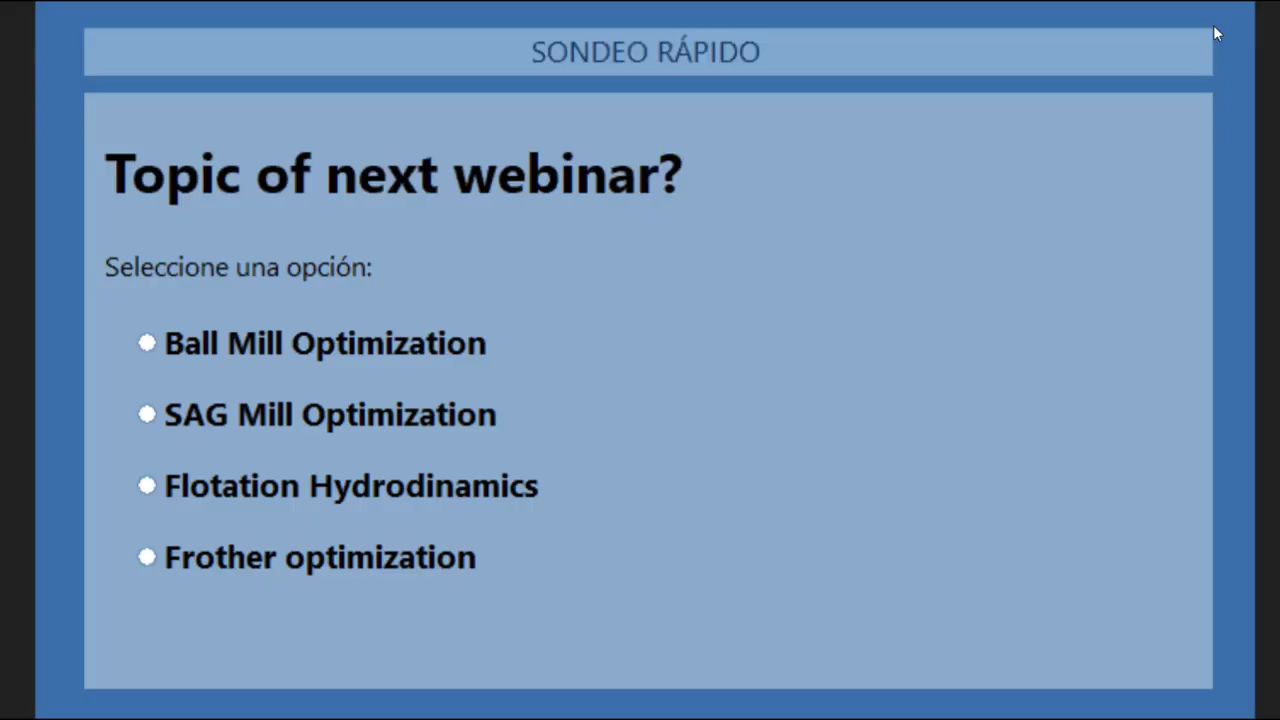 SONDEO RÁPIDO
Topic of next webinar?
Seleccione una opción:
Ball Mill Optimization
SAG Mill Optimization
Flotation Hydrodinamics
Frother optimization